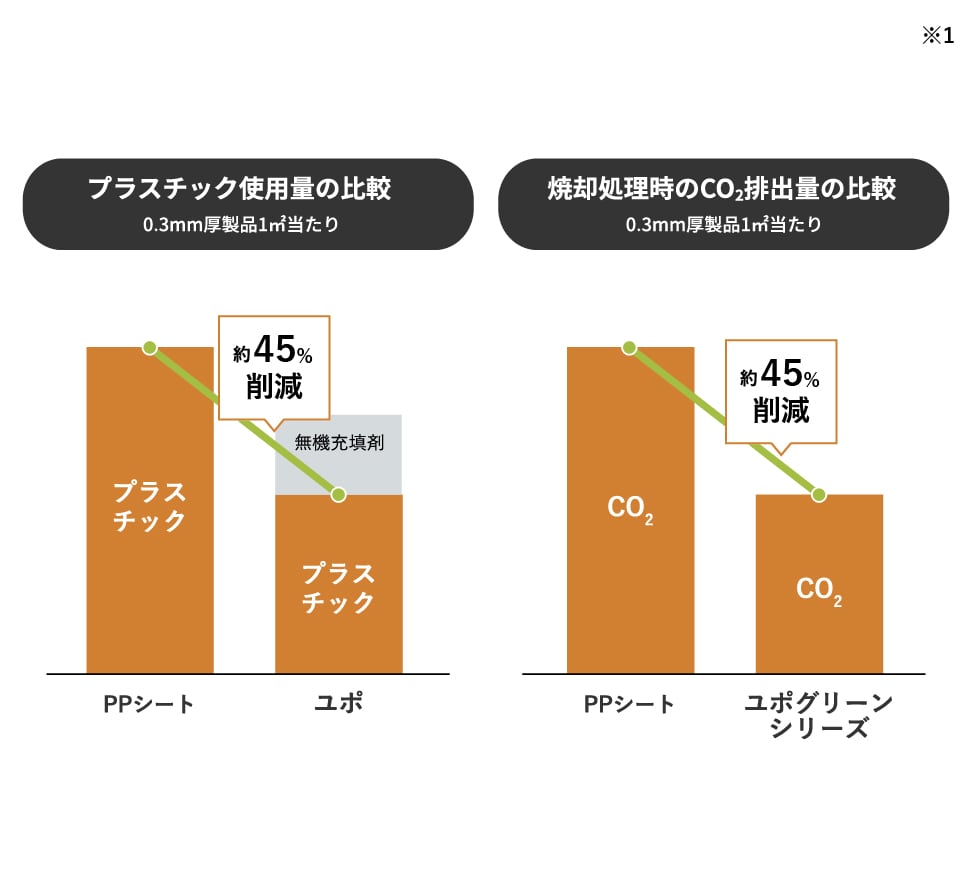 ※1
プラスチック使用量の比較
0.3mm厚製品1㎡当たり
約45%
削減
無機充填剤
プラス
チック
プラス
チック
PPシート
ユポ
焼却処理時のCO₂排出量の比較
0.3mm厚製品1㎡当たり
約45%
削減
CO₂
CO₂
PPシート
ユポグリーン
シリーズ